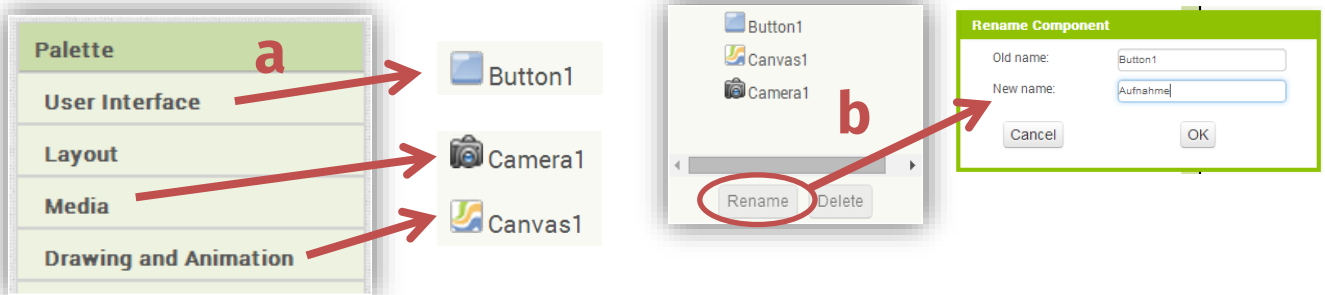 Palette
a
User Interface
Layout
Media
Drawing and Animation
Button1
Camera1
Canvas1
Button1
Canvas1
Camera1
b
Rename Delete
Rename Component
Old name: Button1
New name: Aufnahme
Cancel OK